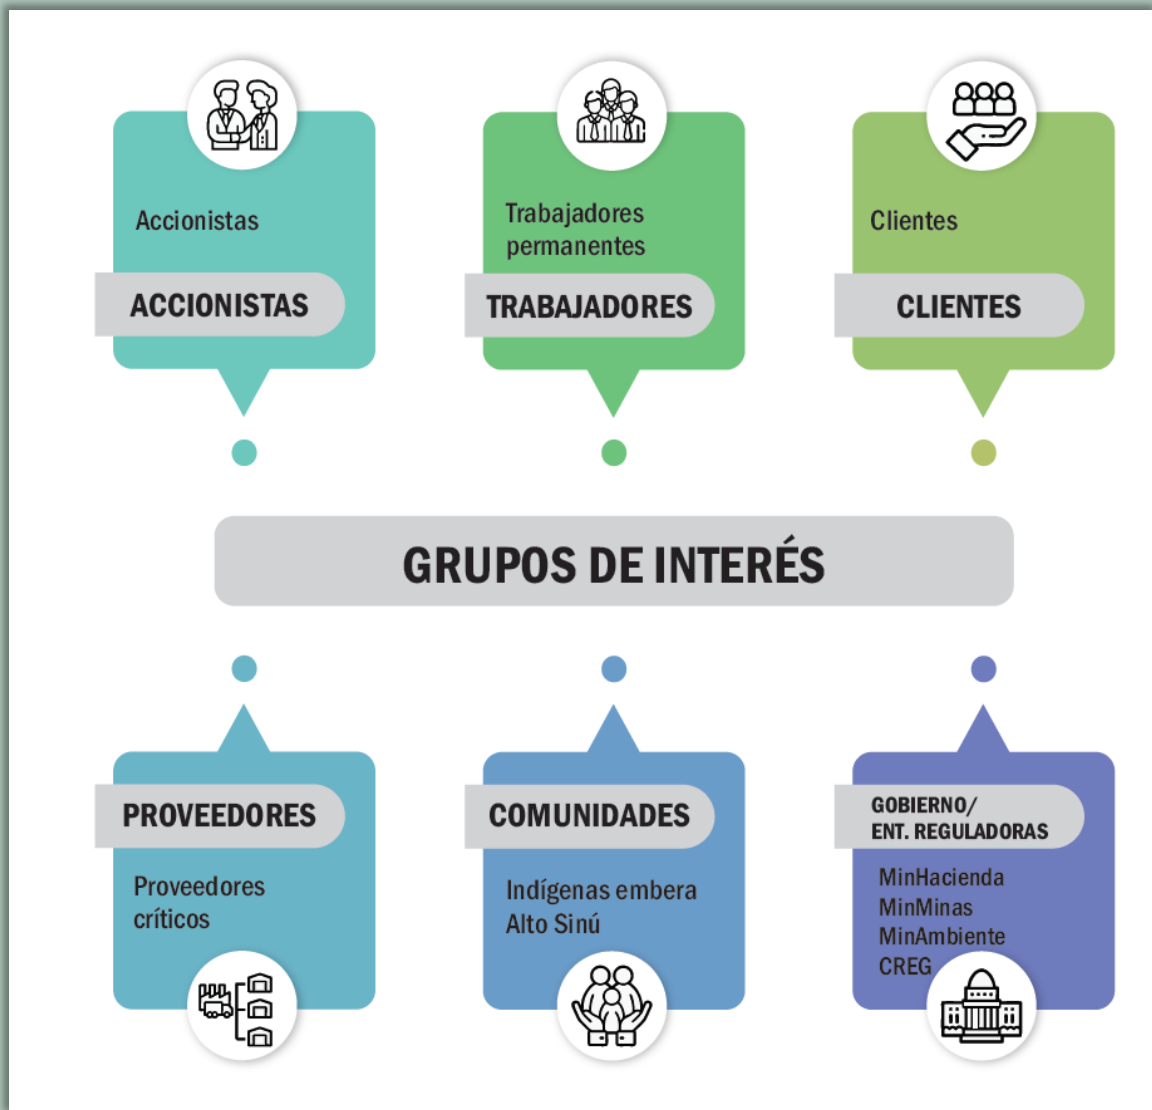 Accionistas
ACCIONISTAS
Trabajadores
permanentes
TRABAJADORES
Clientes
CLIENTES
GRUPOS DE INTERÉS
PROVEEDORES
Proveedores
críticos
COMUNIDADES
Indígenas embera
Alto Sinú
GOBIERNO/
ENT. REGULADORAS
MinHacienda
MinMinas
MinAmbiente
CREG